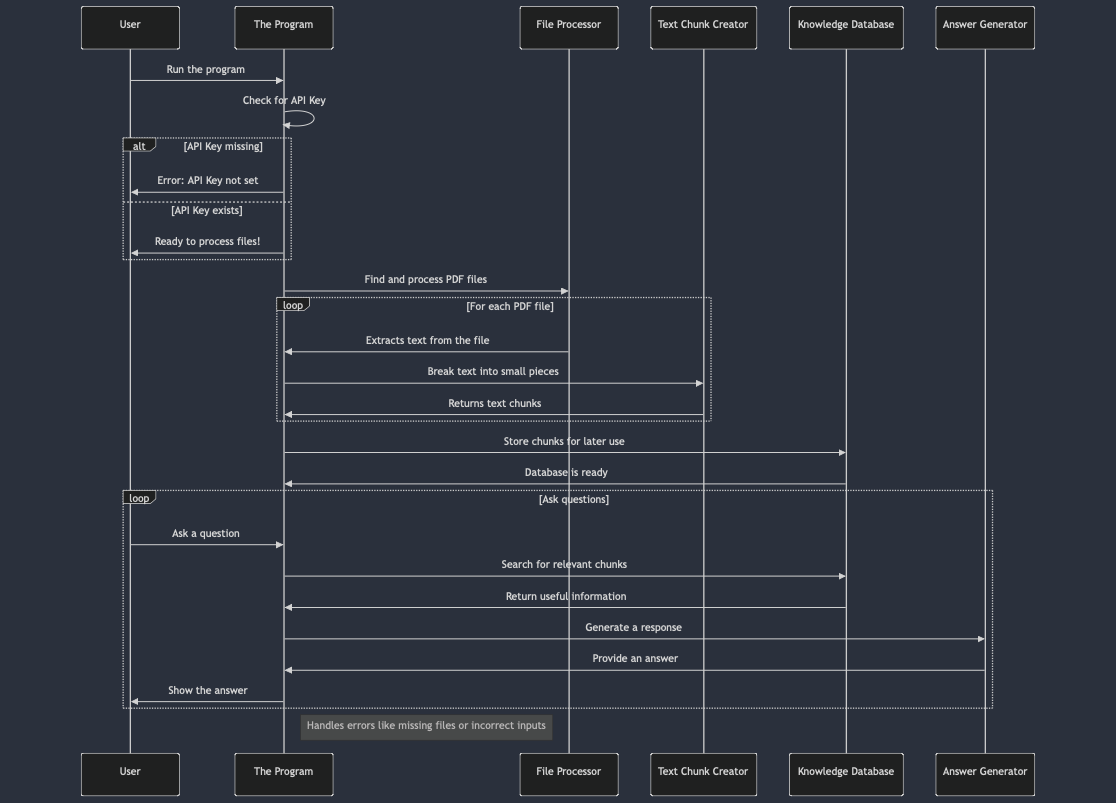 User
The Program
File Processor
Text Chunk Creator
Knowledge Database
Answer Generator
Run the program
Check for API Key
alt
[API Key missing]
Error: API Key not set
[API Key exists]
Ready to process files!
Find and process PDF files
loop
[For each PDF file]
Extracts text from the file
Break text into small pieces
Returns text chunks
Store chunks for later use
Database is ready
loop
[Ask questions]
Ask a question
Search for relevant chunks
Return useful information
Generate a response
Provide an answer
Show the answer
Handles errors like missing files or incorrect inputs
User
The Program
File Processor
Text Chunk Creator
Knowledge Database
Answer Generator